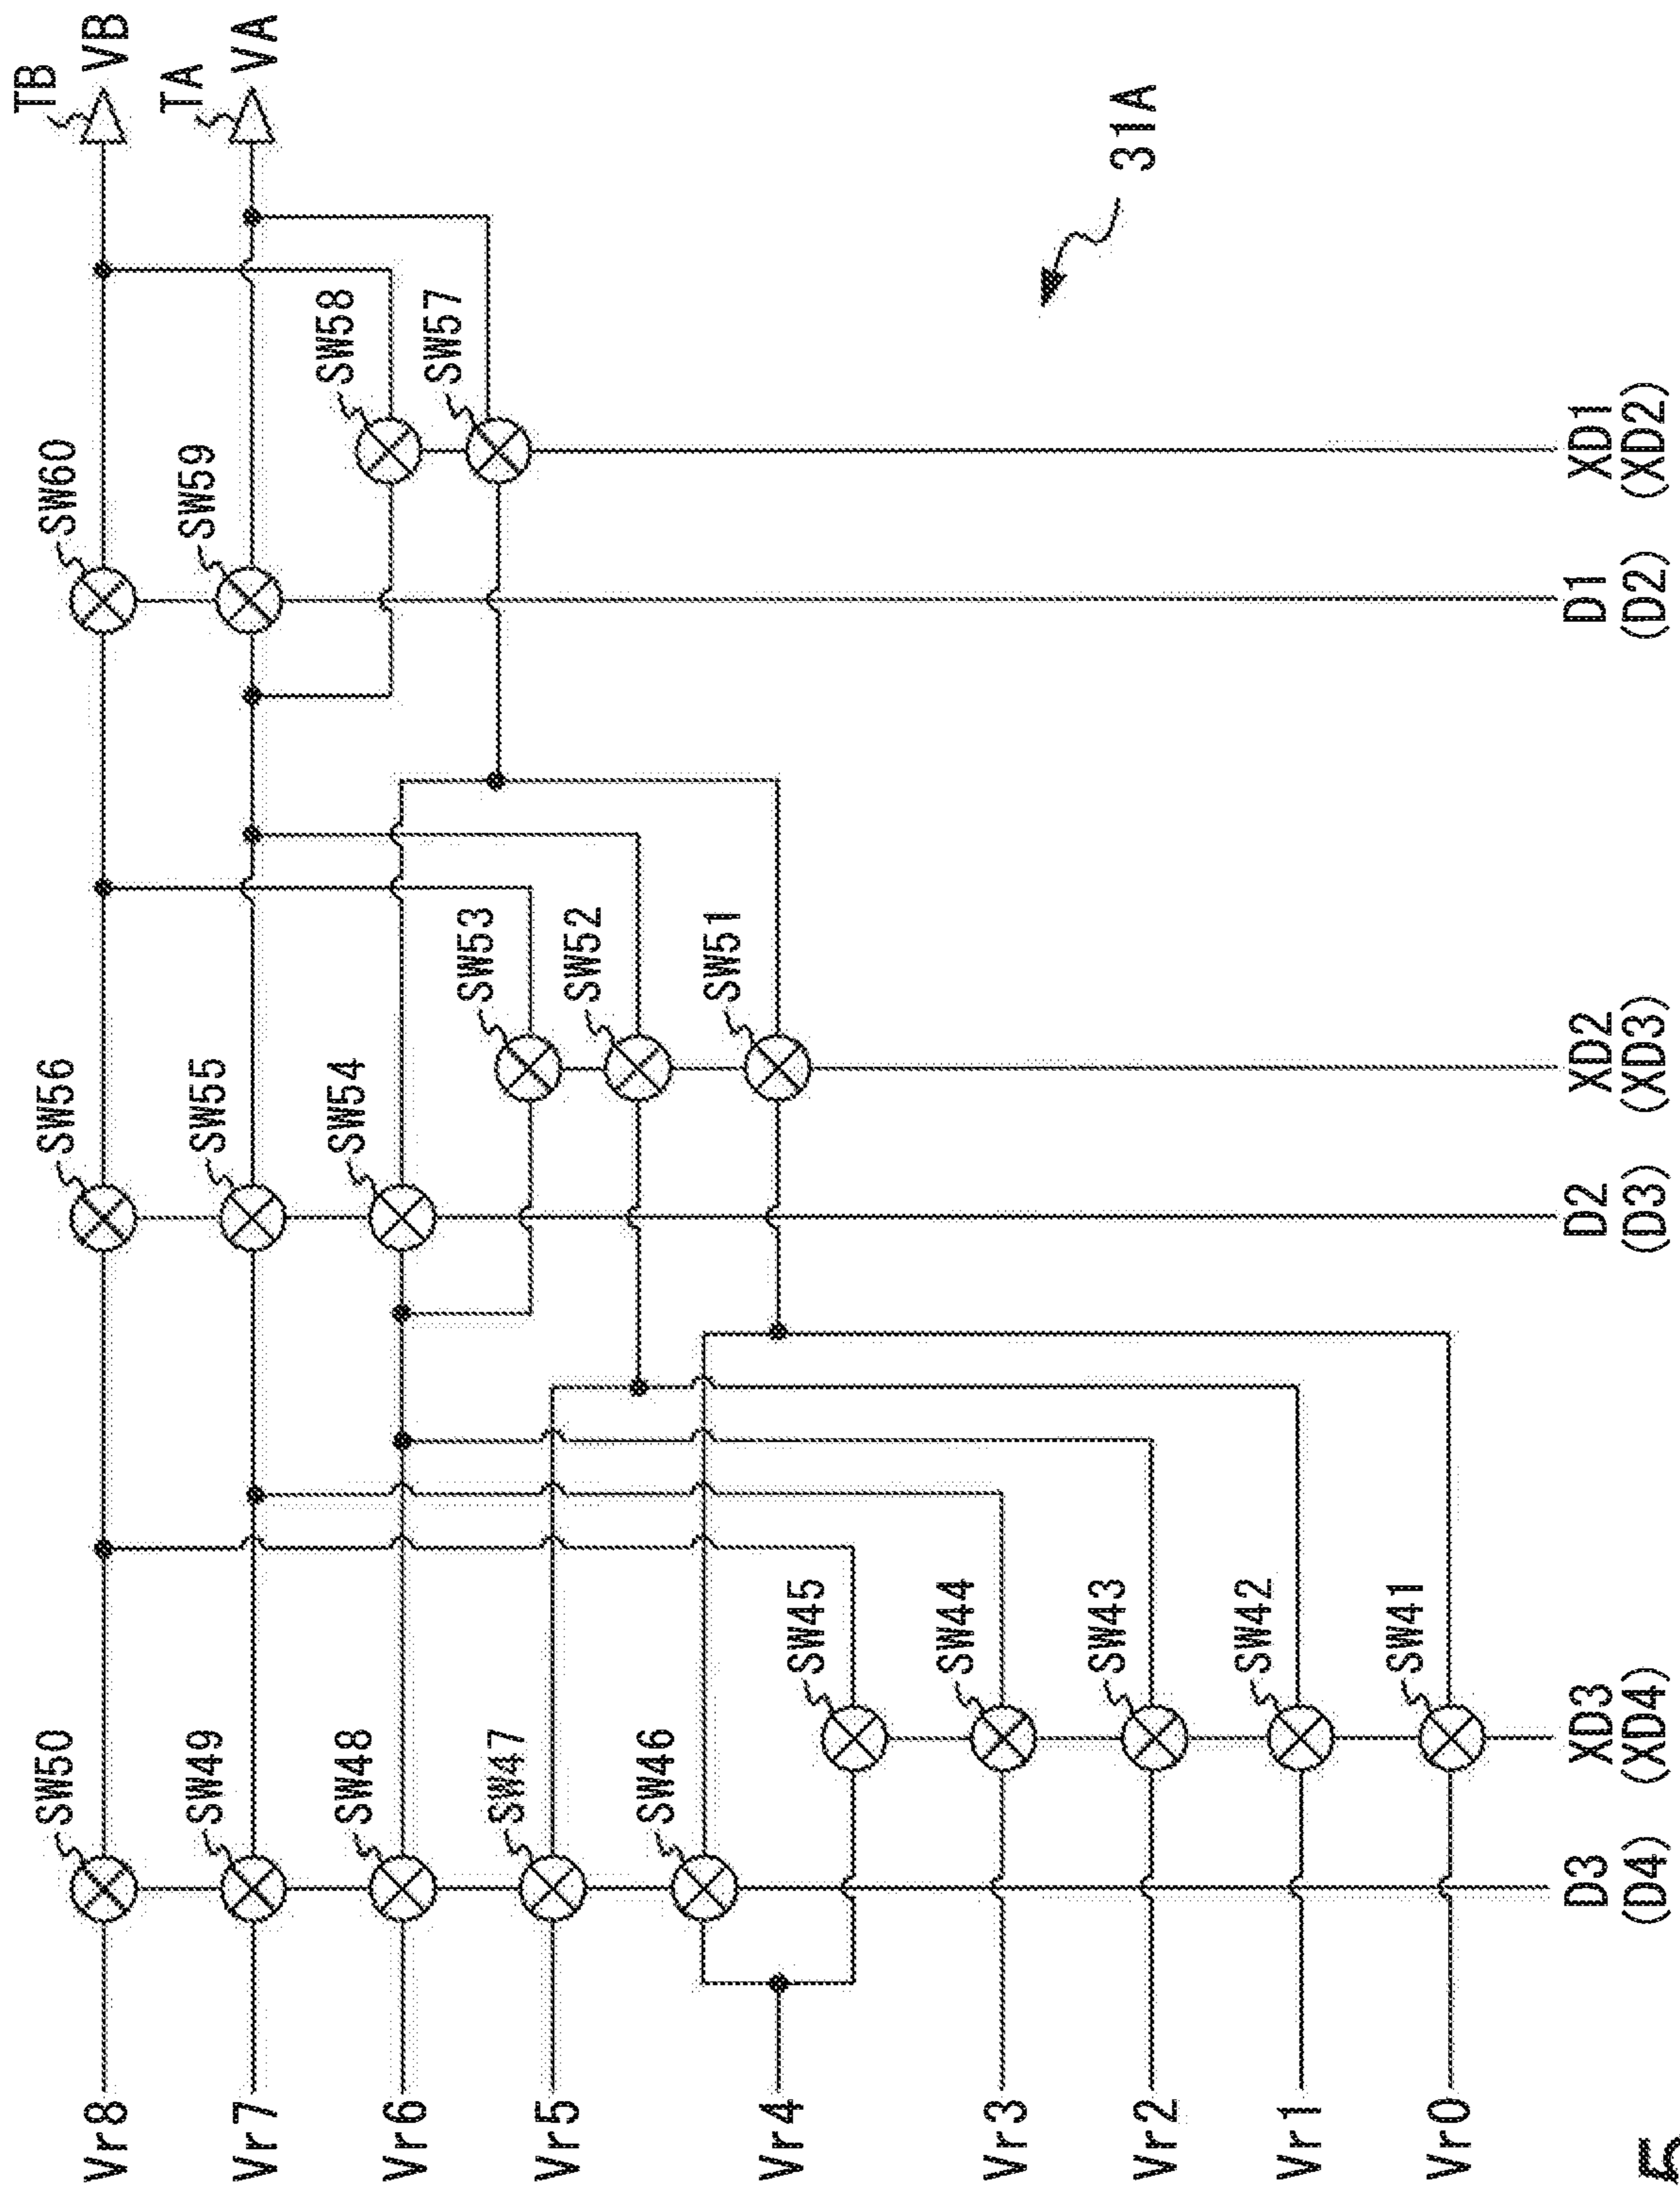 TB
VB
TA
VA
SW60
SW59
SW58
SW57
SW56
SW55
SW54
SW53
SW52
SW51
SW50
SW49
SW48
SW47
SW46
SW45
SW44
SW43
SW42
SW41
Vr8
Vr7
Vr6
Vr5
Vr4
Vr3
Vr2
Vr1
Vr0
D3
(D4)
XD3
(XD4)
D2
(D3)
XD2
(XD3)
D1
(D2)
XD1
(XD2)
31A
5